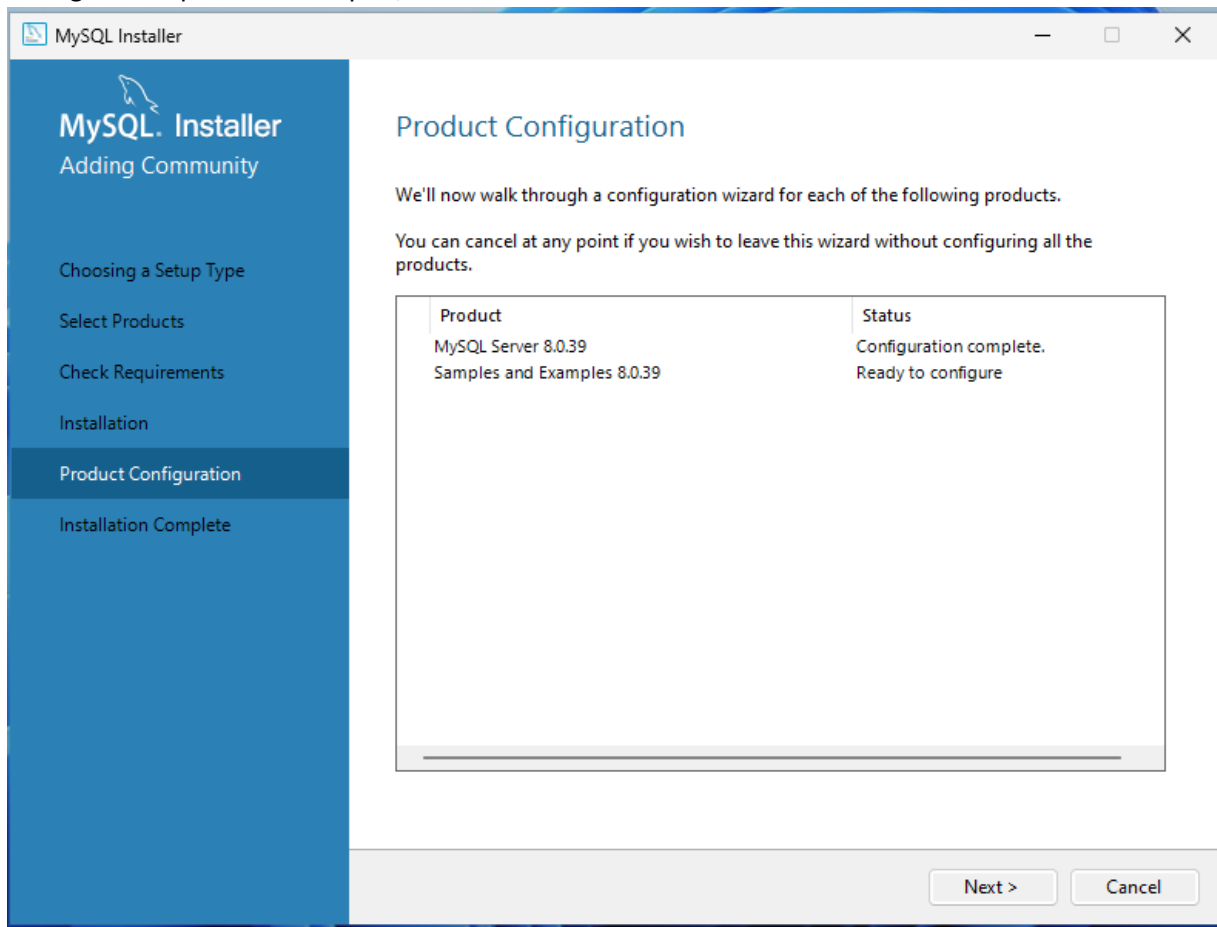 MySQL Installer
MySQL. Installer
Adding Community
Choosing a Setup Type
Select Products
Check Requirements
Installation
Product Configuration
Installation Complete
Product Configuration
We'll now walk through a configuration wizard for each of the following products.
You can cancel at any point if you wish to leave this wizard without configuring all the
products.
Product Status
MySQL Server 8.0.39 Configuration complete.
Samples and Examples 8.0.39 Ready to configure
Next > Cancel